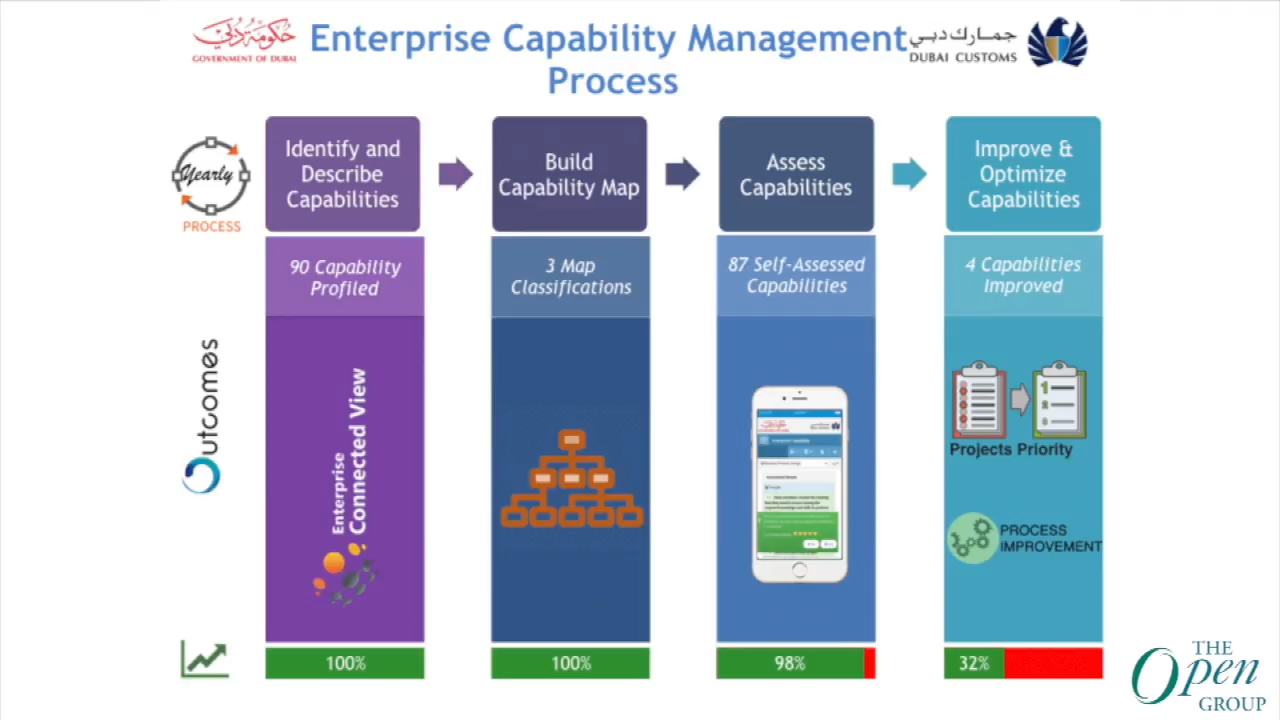 حكومة دبي
GOVERNMENT OF DUBAI
Enterprise Capability Management
Process
جمارك دبي
DUBAI CUSTOMS
Yearly
PROCESS
Identify and
Describe
Capabilities
Build
Capability Map
Assess
Capabilities
Improve &
Optimize
Capabilities
90 Capability
Profiled
3 Map
Classifications
87 Self-Assessed
Capabilities
4 Capabilities
Improved
Outcomes
Enterprise
Connected View
Projects Priority
PROCESS
IMPROVEMENT
100%
100%
98%
32%
THE
Open
GROUP